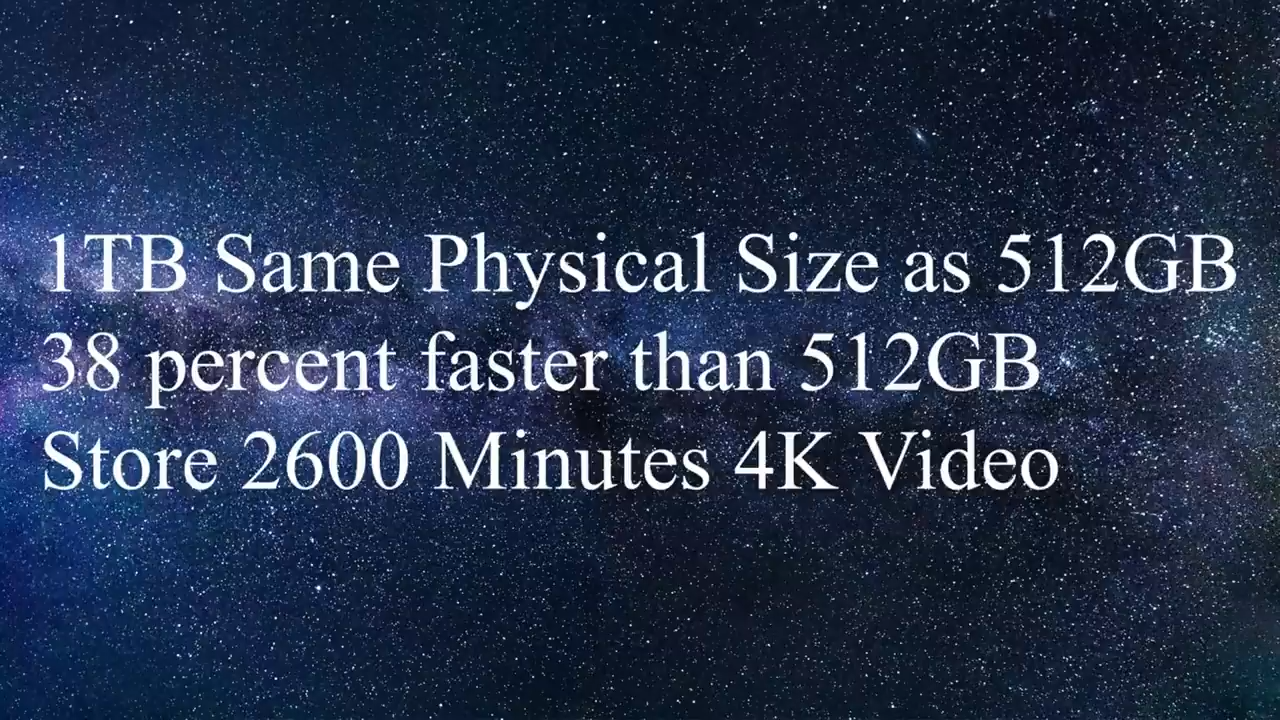 1TB Same Physical Size as 512GB
38 percent faster than 512GB
Store 2600 Minutes 4K Video